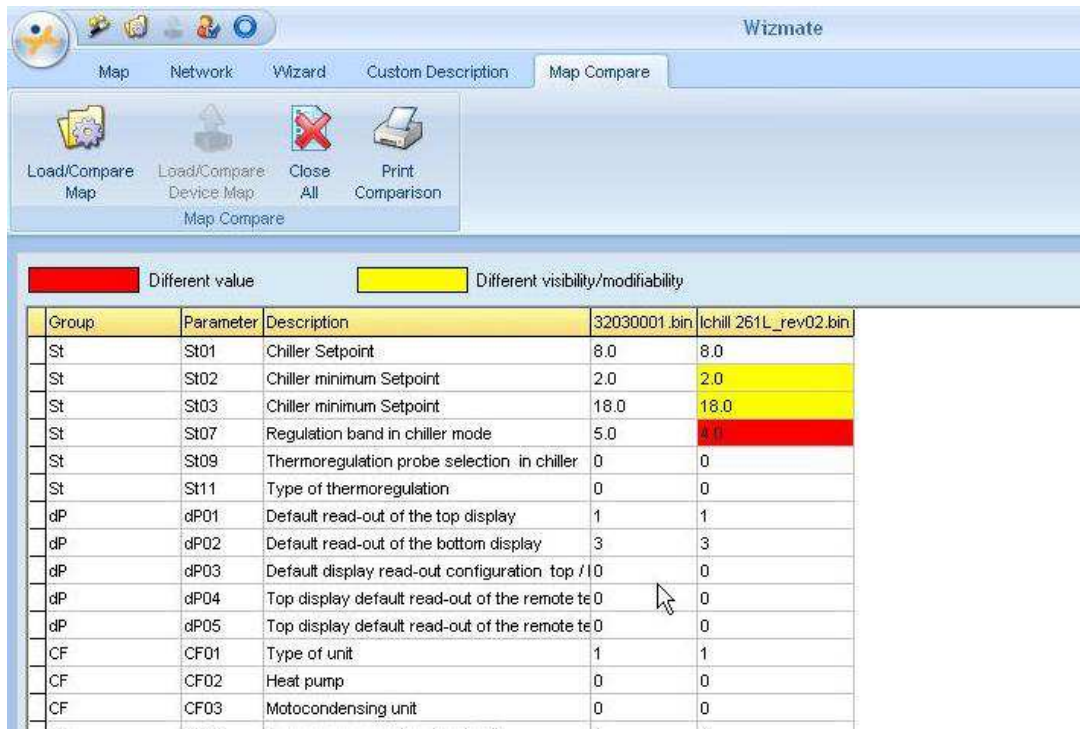 Wizmate
Map Network Wizard Custom Description Map Compare
Load/Compare Map
Load/Compare Device Map
Close All
Print Comparison
Map Compare
Different value
Different visibility/modifiability
Group Parameter Description 32030001.bin Ichill 261L_rev02.bin
St St01 Chiller Setpoint 8.0 8.0
St St02 Chiller minimum Setpoint 2.0 2.0
St St03 Chiller minimum Setpoint 18.0 18.0
St St07 Regulation band in chiller mode 5.0 4.0
St St09 Thermoregulation probe selection in chiller 0 0
St St11 Type of thermoregulation 0 0
dP dP01 Default read-out of the top display 1 1
dP dP02 Default read-out of the bottom display 3 3
dP dP03 Default display read-out configuration top / 0 0
dP dP04 Top display default read-out of the remote te 0 0
dP dP05 Top display default read-out of the remote te 0 0
CF CF01 Type of unit 1 1
CF CF02 Heat pump 0 0
CF CF03 Motocondensing unit 0 0